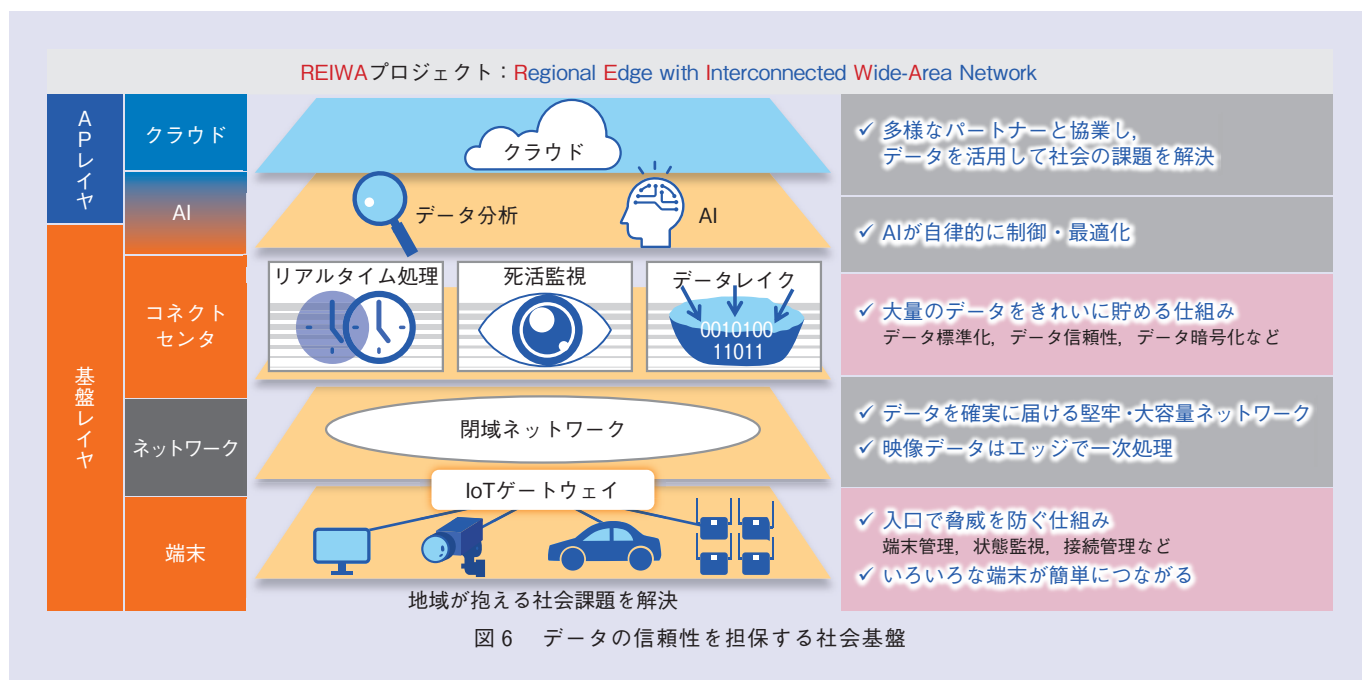 REIWAプロジェクト：Regional Edge with Interconnected Wide-Area Network
APレイヤ
クラウド
クラウド
✓ 多様なパートナーと協業し，
データを活用して社会の課題を解決
AI
データ分析
AI
✓ AIが自律的に制御・最適化
基盤レイヤ
コネクト
センタ
リアルタイム処理
死活監視
データレイク
0010100
11011
✓ 大量のデータをきれいに貯める仕組み
データ標準化，データ信頼性，データ暗号化など
ネットワーク
閉域ネットワーク
✓ データを確実に届ける堅牢・大容量ネットワーク
✓ 映像データはエッジで一次処理
端末
IoTゲートウェイ
✓ 入口で脅威を防ぐ仕組み
端末管理，状態監視，接続管理など
✓ いろいろな端末が簡単につながる
地域が抱える社会課題を解決
図6　データの信頼性を担保する社会基盤